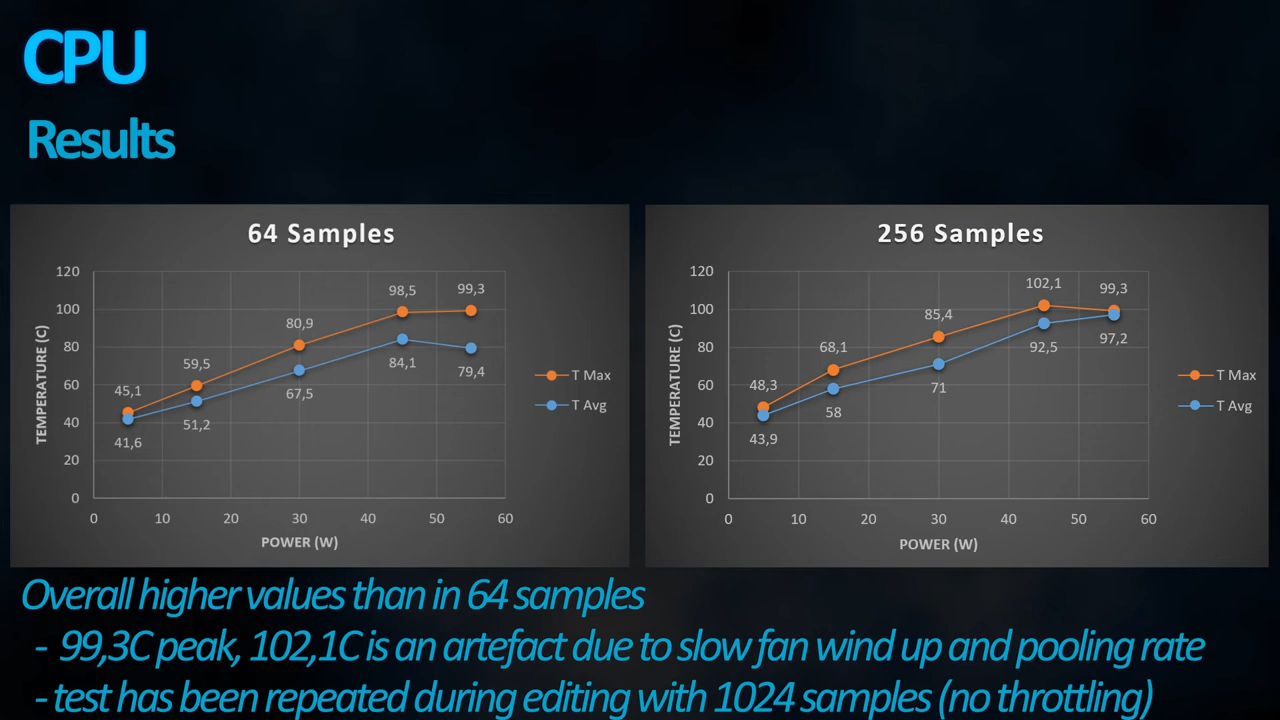 CPU
Results
64 Samples
120
100
80
60
40
20
0
0 10 20 30 40 50 60
TEMPERATURE (C)
POWER (W)
45,1
59,5
80,9
98,5
99,3
41,6
51,2
67,5
84,1
79,4
T Max
T Avg
256 Samples
120
100
80
60
40
20
0
0 10 20 30 40 50 60
TEMPERATURE (C)
POWER (W)
48,3
68,1
85,4
102,1
99,3
43,9
58
71
92,5
97,2
T Max
T Avg
Overall higher values than in 64 samples
- 99,3C peak, 102,1C is an artefact due to slow fan wind up and pooling rate
- test has been repeated during editing with 1024 samples (no throttling)